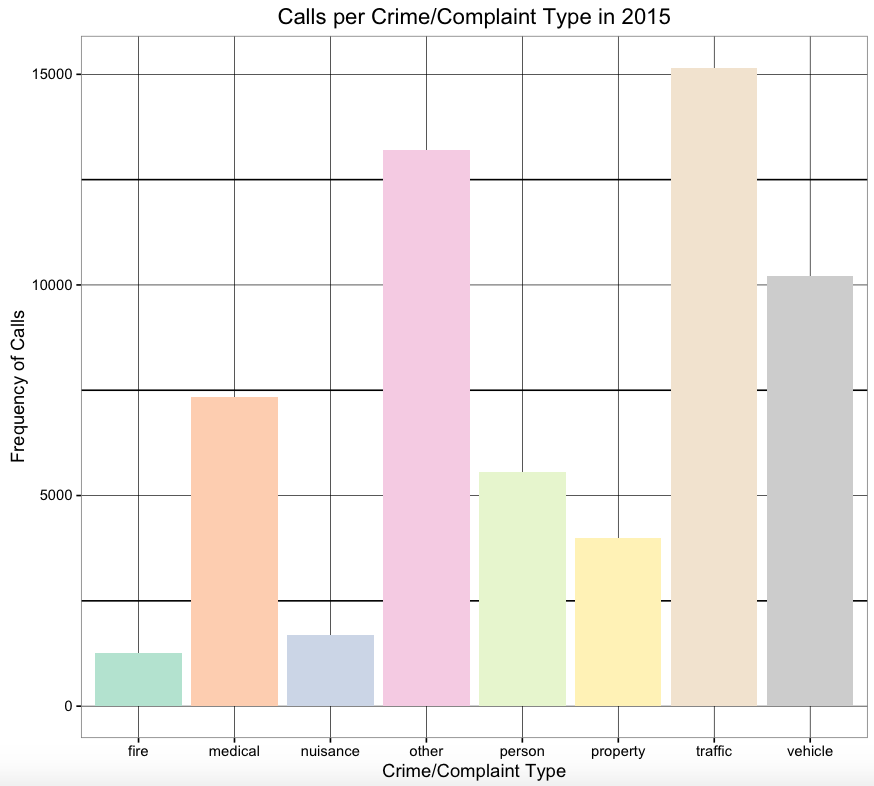 Calls per Crime/Complaint Type in 2015
Frequency of Calls
15000
10000
5000
0
fire medical nuisance other person property traffic vehicle
Crime/Complaint Type